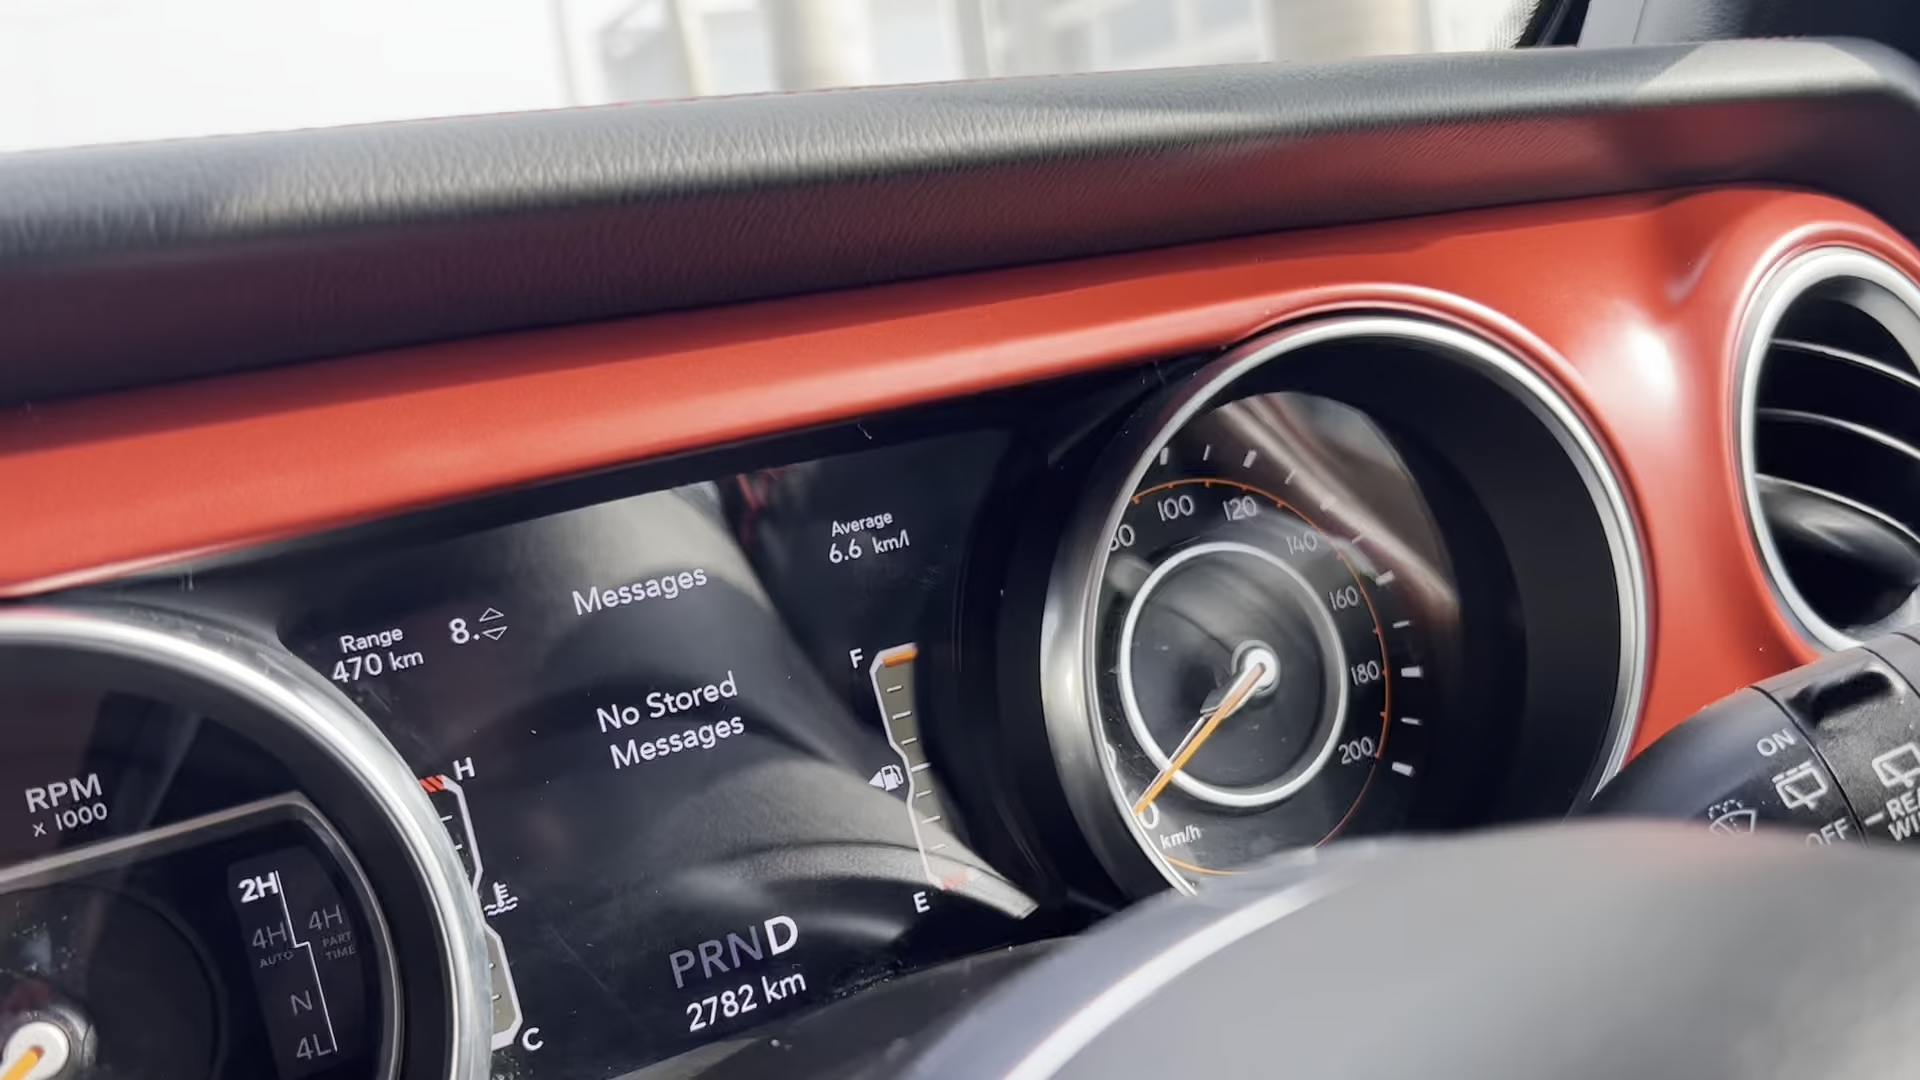 RPM
x 1000
2H
4H
AUTO
4H
PART
TIME
N
4L
Range
470 km
8.
Messages
No Stored
Messages
Average
6.6 km/l
H
C
F
E
PRND
2782 km
100
120
140
160
180
200
0
km/h
ON
OFF